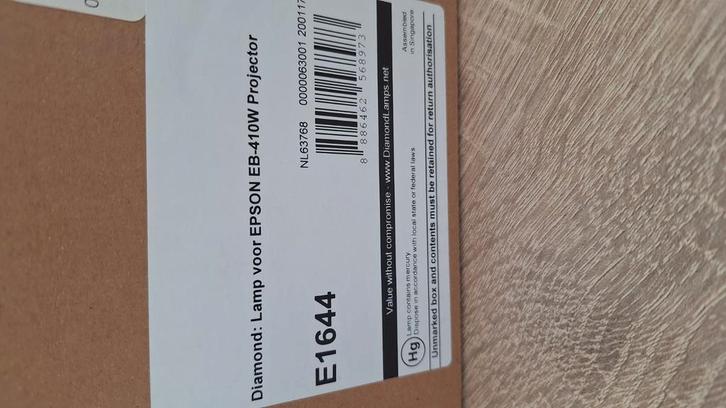 Diamond: Lamp voor EPSON EB-410W Projector
E1644
NL63768 0000063001 200117
8 886462 568973
Value without compromise - www.DiamondLamps.net
Hg
Lamp contains mercury
Dispose in accordance with local state or federal laws
Assembled
in Singapore
Unmarked box and contents must be retained for return authorisation